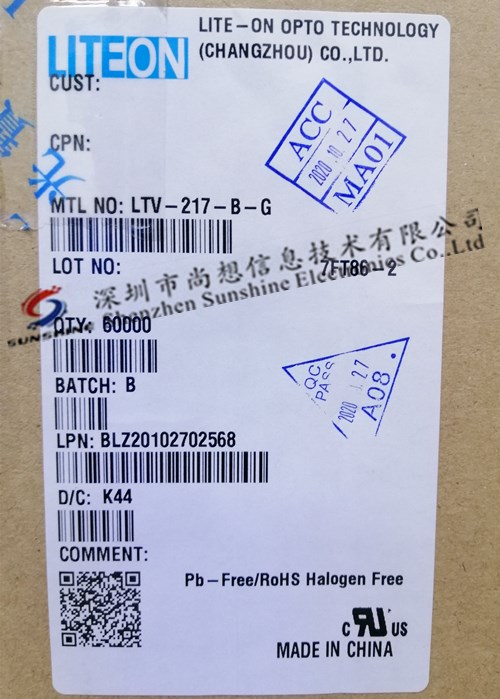 LITEON
LITE-ON OPTO TECHNOLOGY
(CHANGZHOU) CO.,LTD.
CUST:
CPN:
ACC
2020.10.27
MA01
MTL NO: LTV-217-B-G
LOT NO:
7FT86-2
深圳市尚想信息技术有限公司
Shenzhen Sunshine Electronics Co.,Ltd
SUNSHINE
QTY: 60000
BATCH: B
QC
PASS
A08.
LPN: BLZ20102702568
D/C: K44
COMMENT:
Pb-Free/RoHS Halogen Free
c RU US
MADE IN CHINA